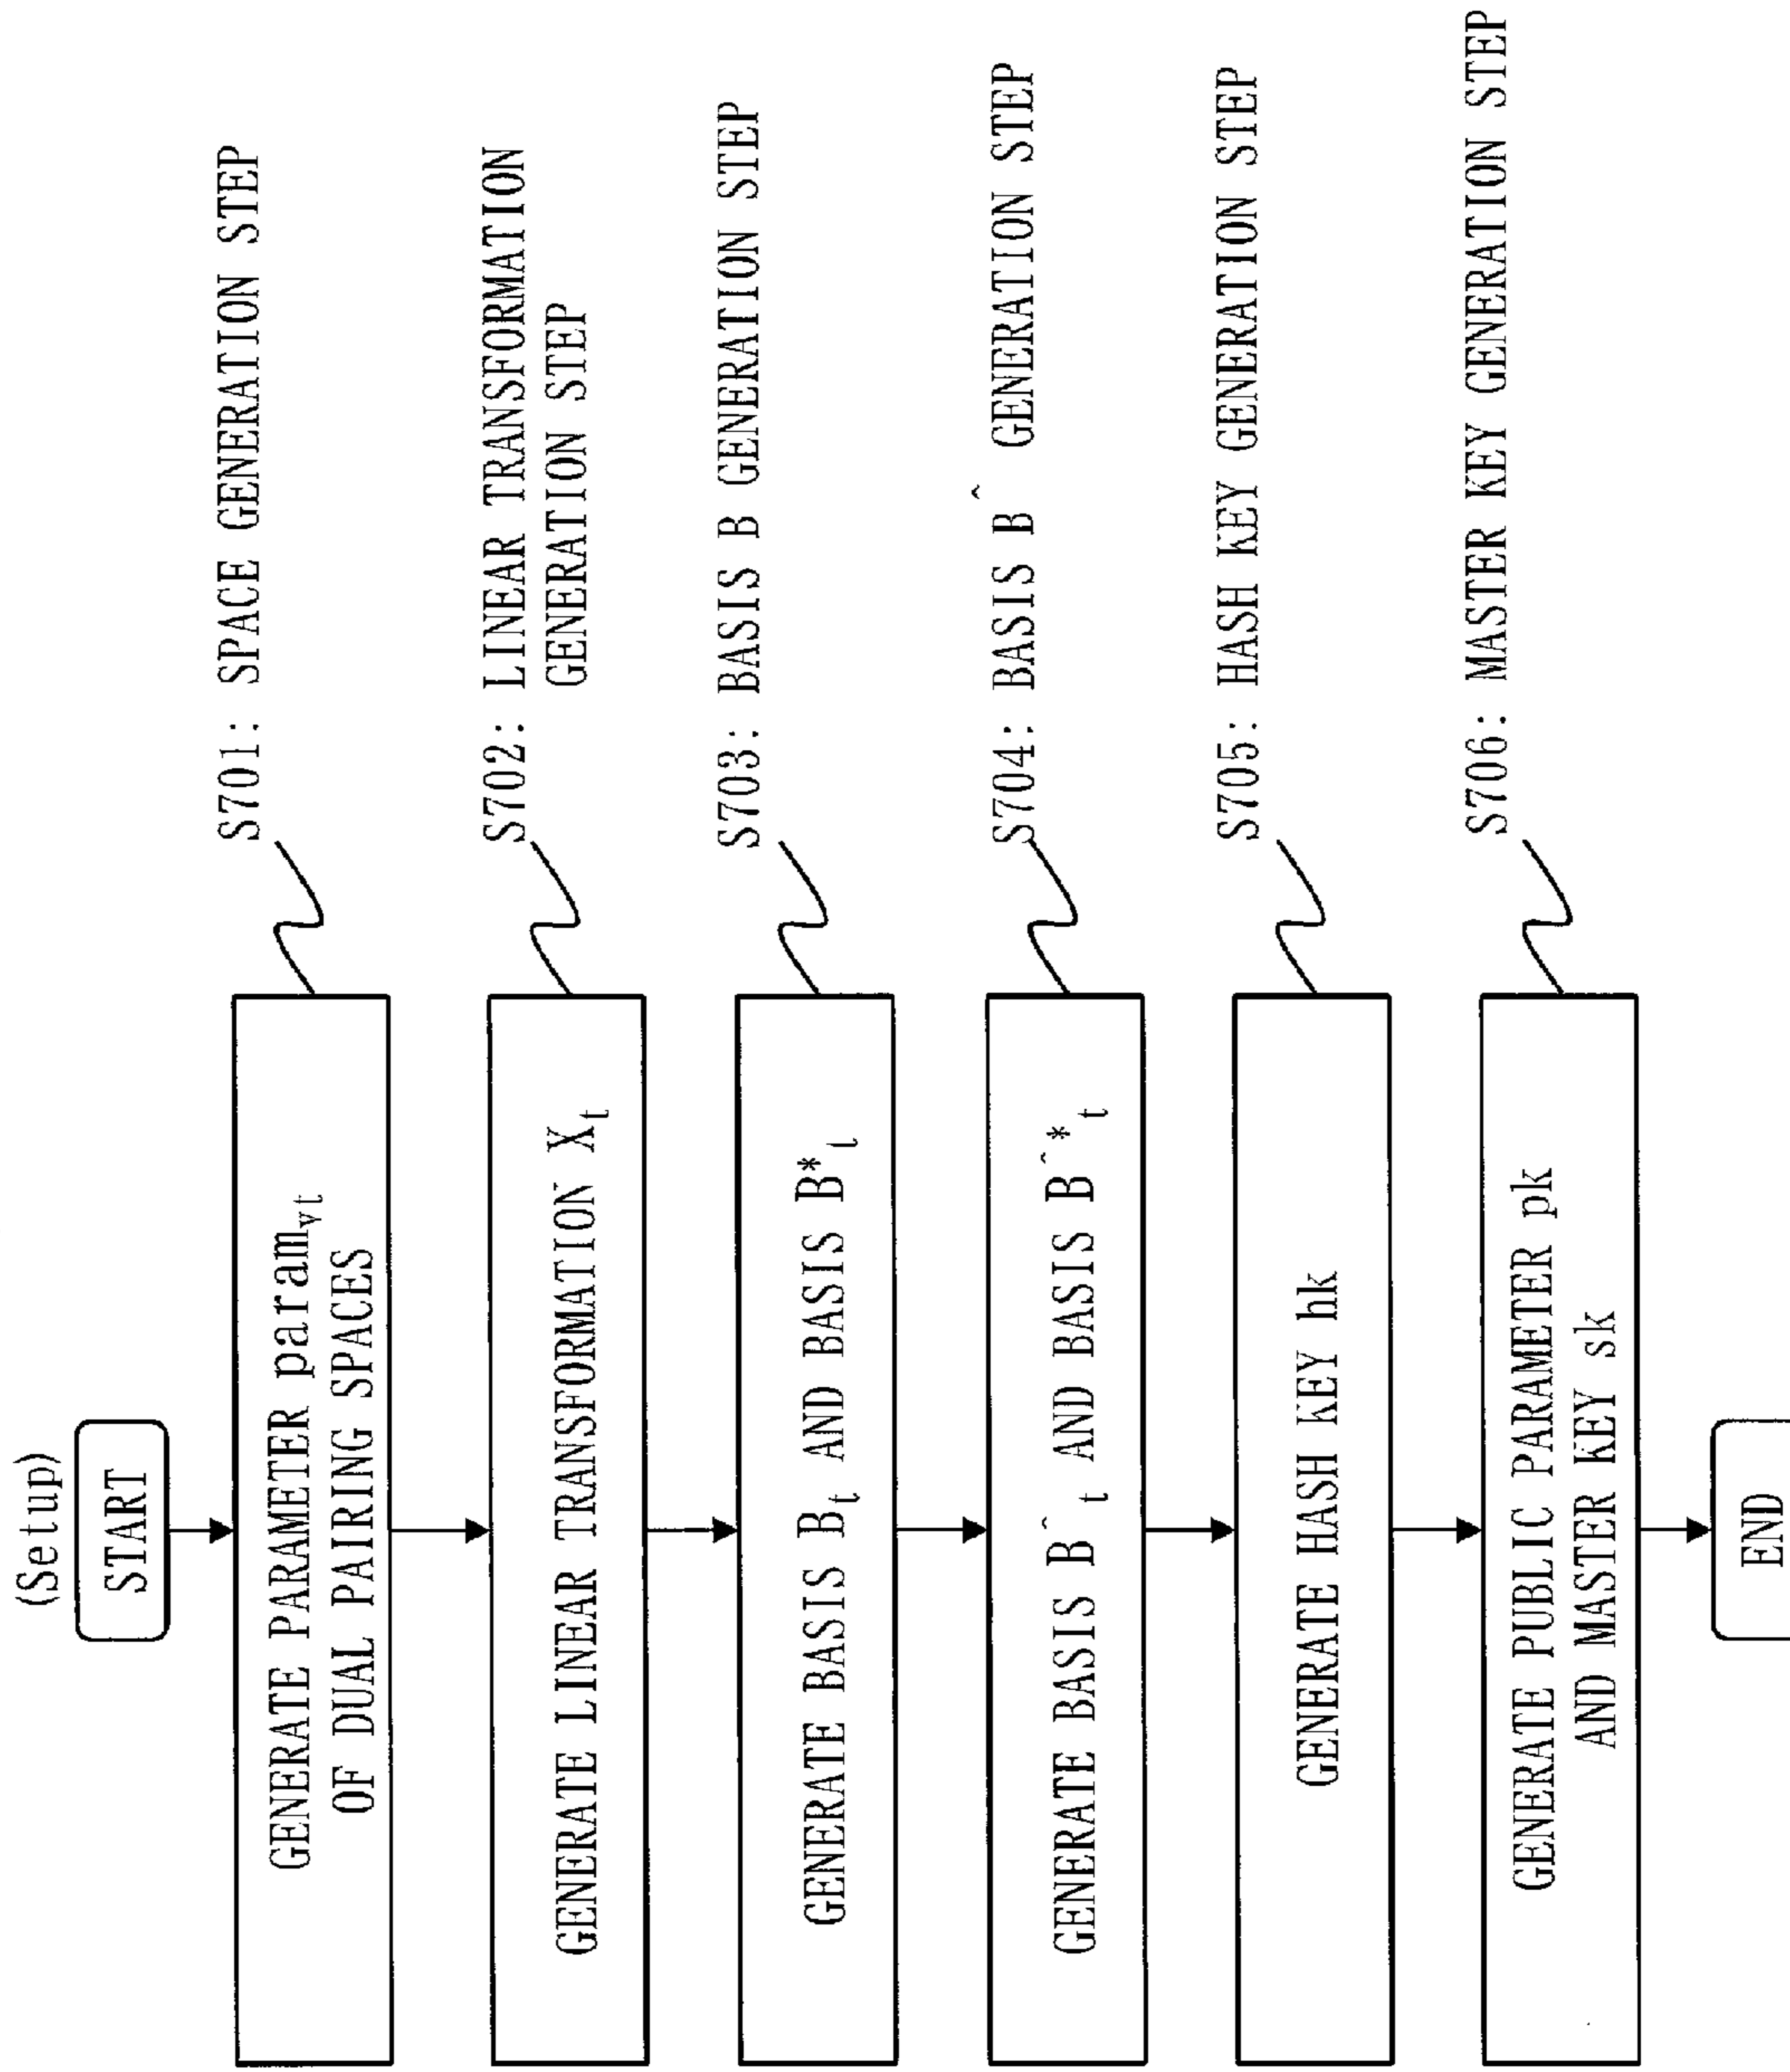 (Setup)
START
GENERATE PARAMETER param_vt
OF DUAL PAIRING SPACES
S701: SPACE GENERATION STEP
GENERATE LINEAR TRANSFORMATION X_t
S702: LINEAR TRANSFORMATION
GENERATION STEP
GENERATE BASIS B_t AND BASIS B*_t
S703: BASIS B GENERATION STEP
GENERATE BASIS B^_t AND BASIS B^*_t
S704: BASIS B^ GENERATION STEP
GENERATE HASH KEY hk
S705: HASH KEY GENERATION STEP
GENERATE PUBLIC PARAMETER pk
AND MASTER KEY sk
S706: MASTER KEY GENERATION STEP
END